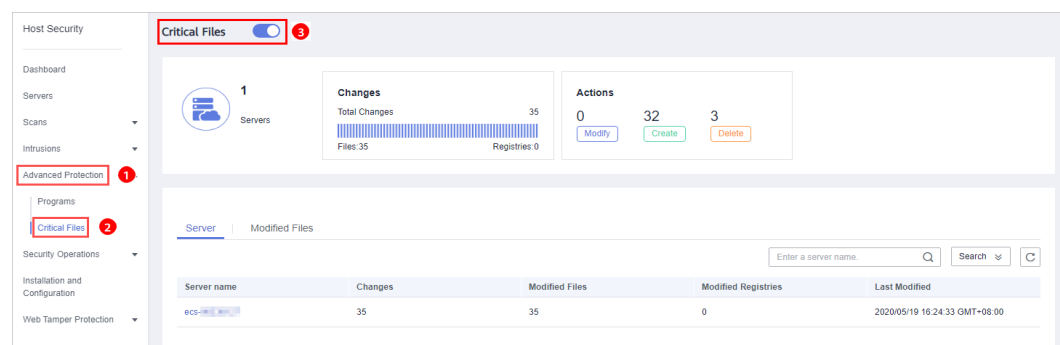 Host Security
Critical Files
3
Dashboard
Servers
Scans
Intrusions
Advanced Protection
1
Programs
Critical Files
2
Security Operations
Installation and
Configuration
Web Tamper Protection
1
Servers
Changes
Total Changes 35
Files:35 Registries:0
Actions
0 32 3
Modify Create Delete
Server Modified Files
Enter a server name. Search
Server name Changes Modified Files Modified Registries Last Modified
ecs- 35 35 0 2020/05/19 16:24:33 GMT+08:00